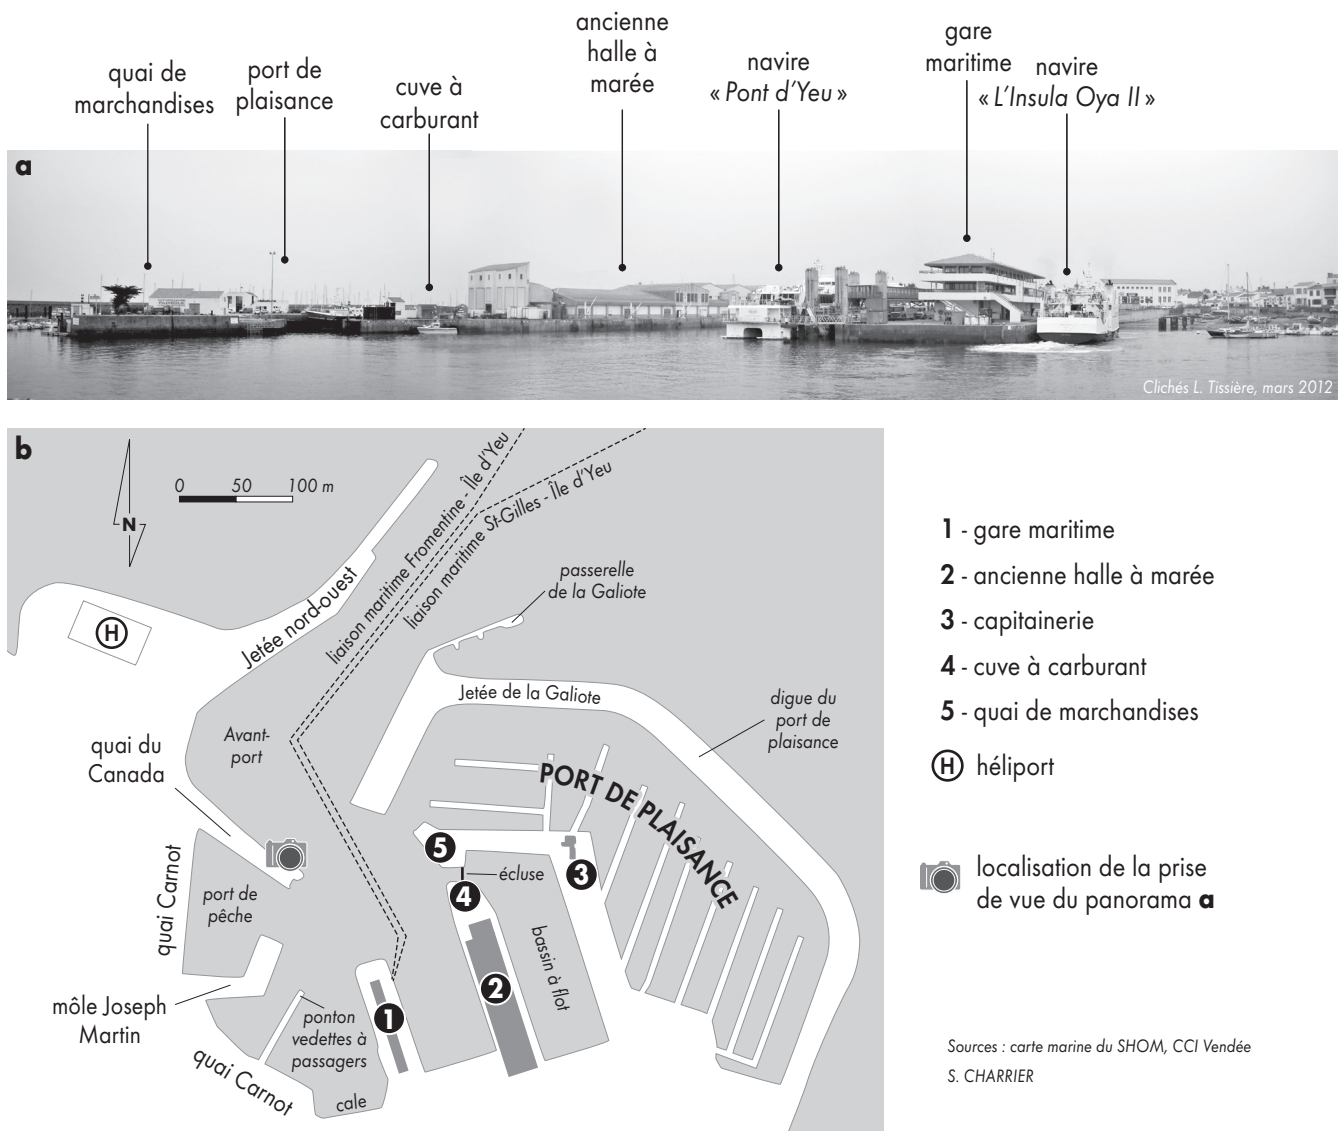 quai de
marchandises
port de
plaisance
cuve à
carburant
ancienne
halle à
marée
navire
« Pont d'Yeu »
gare
maritime
navire
« L'Insula Oya II »
a
Clichés L. Tissière, mars 2012
b
0 50 100 m
N
H
Jetée nord-ouest
liaison maritime Fromentine - Île d'Yeu
liaison maritime St-Gilles - Île d'Yeu
passerelle
de la Galiote
Jetée de la Galiote
digue du
port de
plaisance
Avant-
port
quai du
Canada
PORT DE PLAISANCE
quai Carnot
port de
pêche
5
écluse
4
3
bassin à flot
2
1
môle Joseph
Martin
ponton
vedettes à
passagers
quai Carnot
cale
1 - gare maritime
2 - ancienne halle à marée
3 - capitainerie
4 - cuve à carburant
5 - quai de marchandises
H héliport
localisation de la prise
de vue du panorama a
Sources : carte marine du SHOM, CCI Vendée
S. CHARRIER